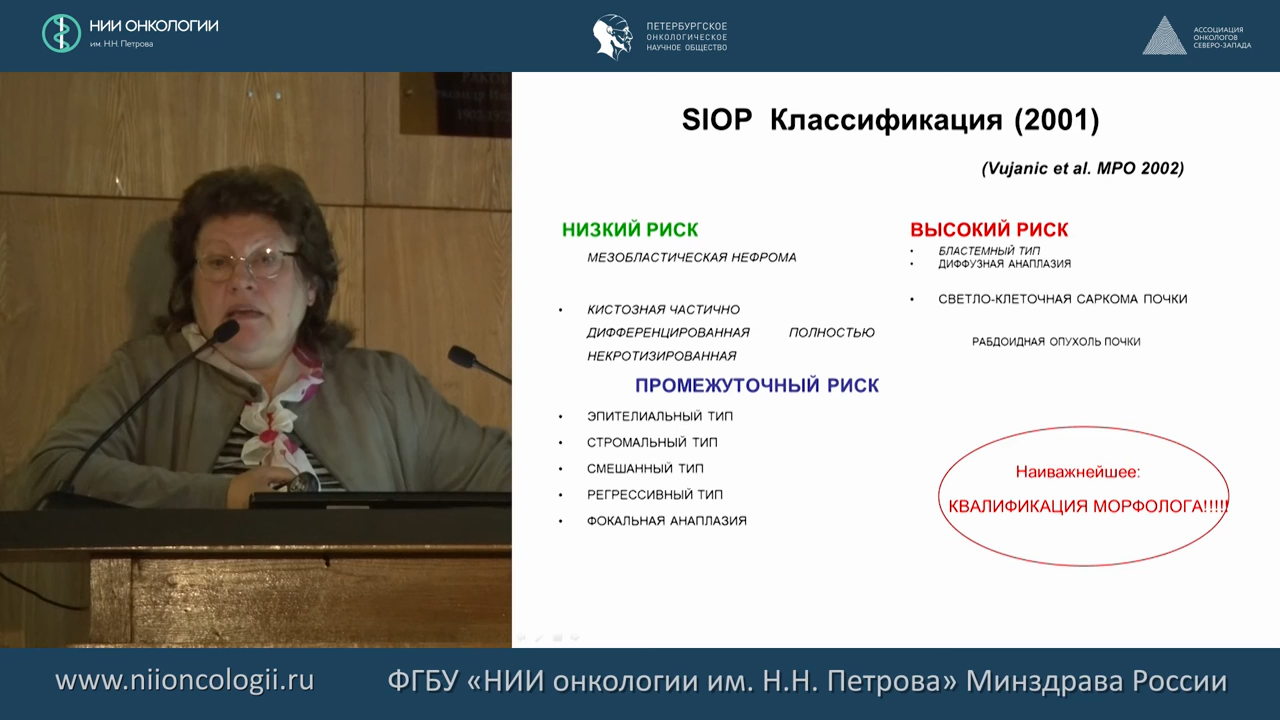 НИИ ОНКОЛОГИИ
им. Н.Н. Петрова
ПЕТЕРБУРГСКОЕ
ОНКОЛОГИЧЕСКОЕ
НАУЧНОЕ ОБЩЕСТВО
АССОЦИАЦИЯ
ОНКОЛОГОВ
СЕВЕРО-ЗАПАДА
SIOP Классификация (2001)
(Vujanic et al. MPO 2002)
НИЗКИЙ РИСК
МЕЗОБЛАСТИЧЕСКАЯ НЕФРОМА
• КИСТОЗНАЯ ЧАСТИЧНО
ДИФФЕРЕНЦИРОВАННАЯ ПОЛНОСТЬЮ
НЕКРОТИЗИРОВАННАЯ
ПРОМЕЖУТОЧНЫЙ РИСК
• ЭПИТЕЛИАЛЬНЫЙ ТИП
• СТРОМАЛЬНЫЙ ТИП
• СМЕШАННЫЙ ТИП
• РЕГРЕССИВНЫЙ ТИП
• ФОКАЛЬНАЯ АНАПЛАЗИЯ
ВЫСОКИЙ РИСК
• БЛАСТЕМНЫЙ ТИП
• ДИФФУЗНАЯ АНАПЛАЗИЯ
• СВЕТЛО-КЛЕТОЧНАЯ САРКОМА ПОЧКИ
РАБДОИДНАЯ ОПУХОЛЬ ПОЧКИ
Наиважнейшее:
КВАЛИФИКАЦИЯ МОРФОЛОГА!!!!!
www.niioncologii.ru
ФГБУ «НИИ онкологии им. Н.Н. Петрова» Минздрава России